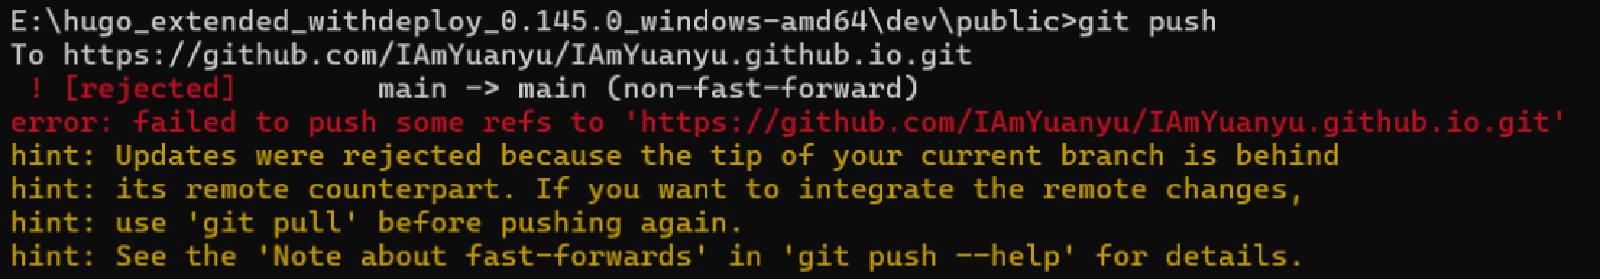 E:\hugo_extended_withdeploy_0.145.0_windows-amd64\dev\public>git push
To https://github.com/IAmYuanyu/IAmYuanyu.github.io.git
 ! [rejected]        main -> main (non-fast-forward)
error: failed to push some refs to 'https://github.com/IAmYuanyu/IAmYuanyu.github.io.git'
hint: Updates were rejected because the tip of your current branch is behind
hint: its remote counterpart. If you want to integrate the remote changes,
hint: use 'git pull' before pushing again.
hint: See the 'Note about fast-forwards' in 'git push --help' for details.